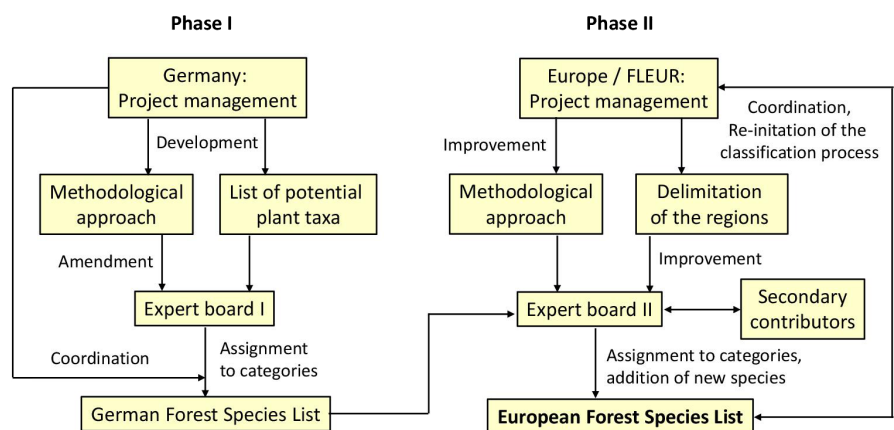 Phase I
Germany:
Project management
Development
Methodological
approach
List of potential
plant taxa
Amendment
Expert board I
Coordination
Assignment
to categories
German Forest Species List
Phase II
Europe / FLEUR:
Project management
Coordination,
Re-initation of the
classification process
Improvement
Methodological
approach
Delimitation
of the regions
Improvement
Expert board II
Secondary
contributors
Assignment to categories,
addition of new species
European Forest Species List